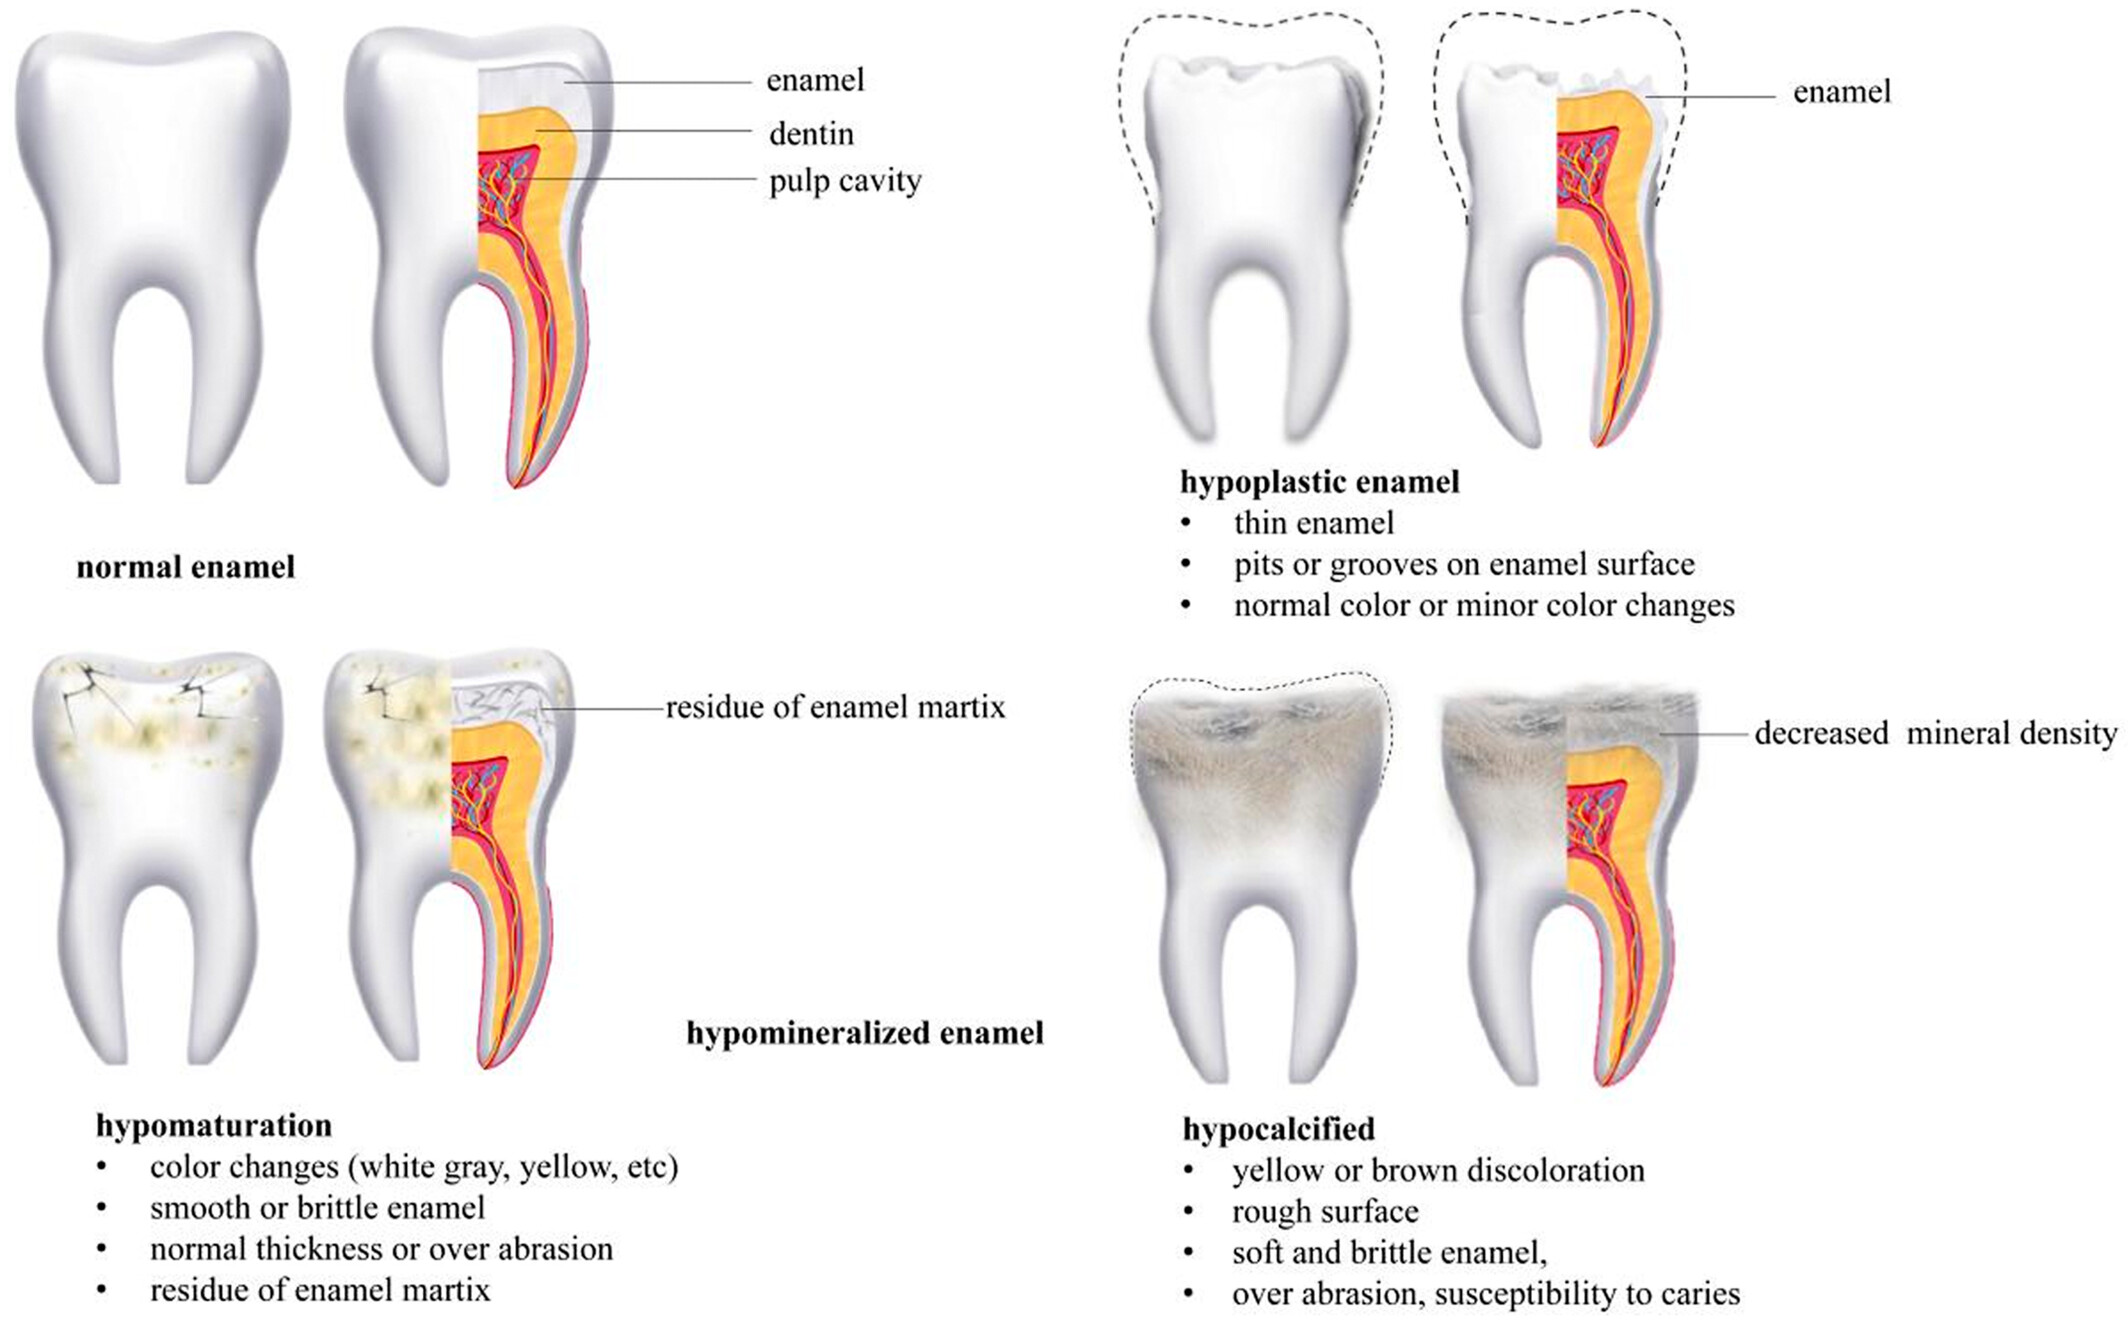 enamel
dentin
pulp cavity
normal enamel
enamel
hypoplastic enamel
• thin enamel
• pits or grooves on enamel surface
• normal color or minor color changes
residue of enamel martix
decreased mineral density
hypomineralized enamel
hypomaturation
• color changes (white gray, yellow, etc)
• smooth or brittle enamel
• normal thickness or over abrasion
• residue of enamel martix
hypocalcified
• yellow or brown discoloration
• rough surface
• soft and brittle enamel,
• over abrasion, susceptibility to caries